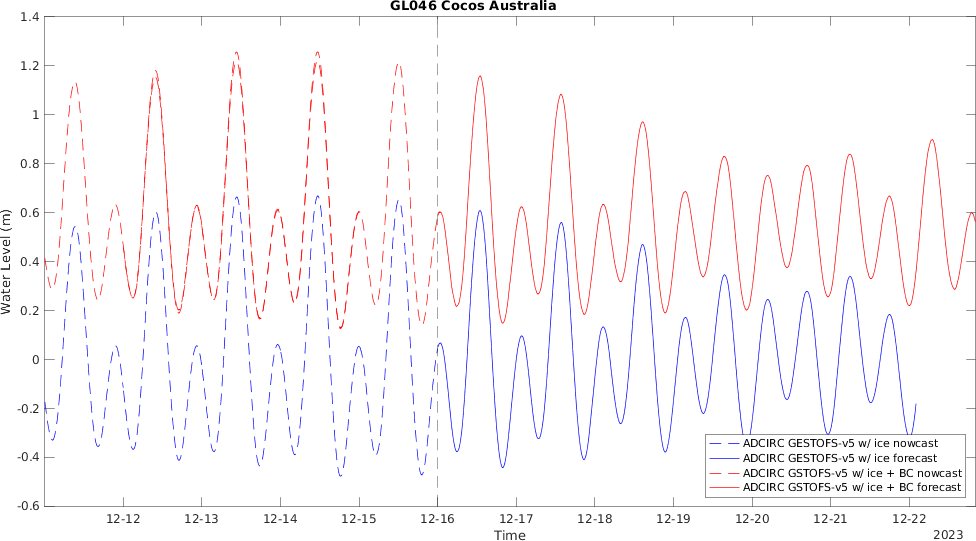 GL046 Cocos Australia
Water Level (m)
1.4
1.2
1
0.8
0.6
0.4
0.2
0
-0.2
-0.4
-0.6
ADCIRC GESTOFS-v5 w/ ice nowcast
ADCIRC GESTOFS-v5 w/ ice forecast
ADCIRC GSTOFS-v5 w/ ice + BC nowcast
ADCIRC GSTOFS-v5 w/ ice + BC forecast
12-12 12-13 12-14 12-15 12-16 12-17 12-18 12-19 12-20 12-21 12-22
Time
2023